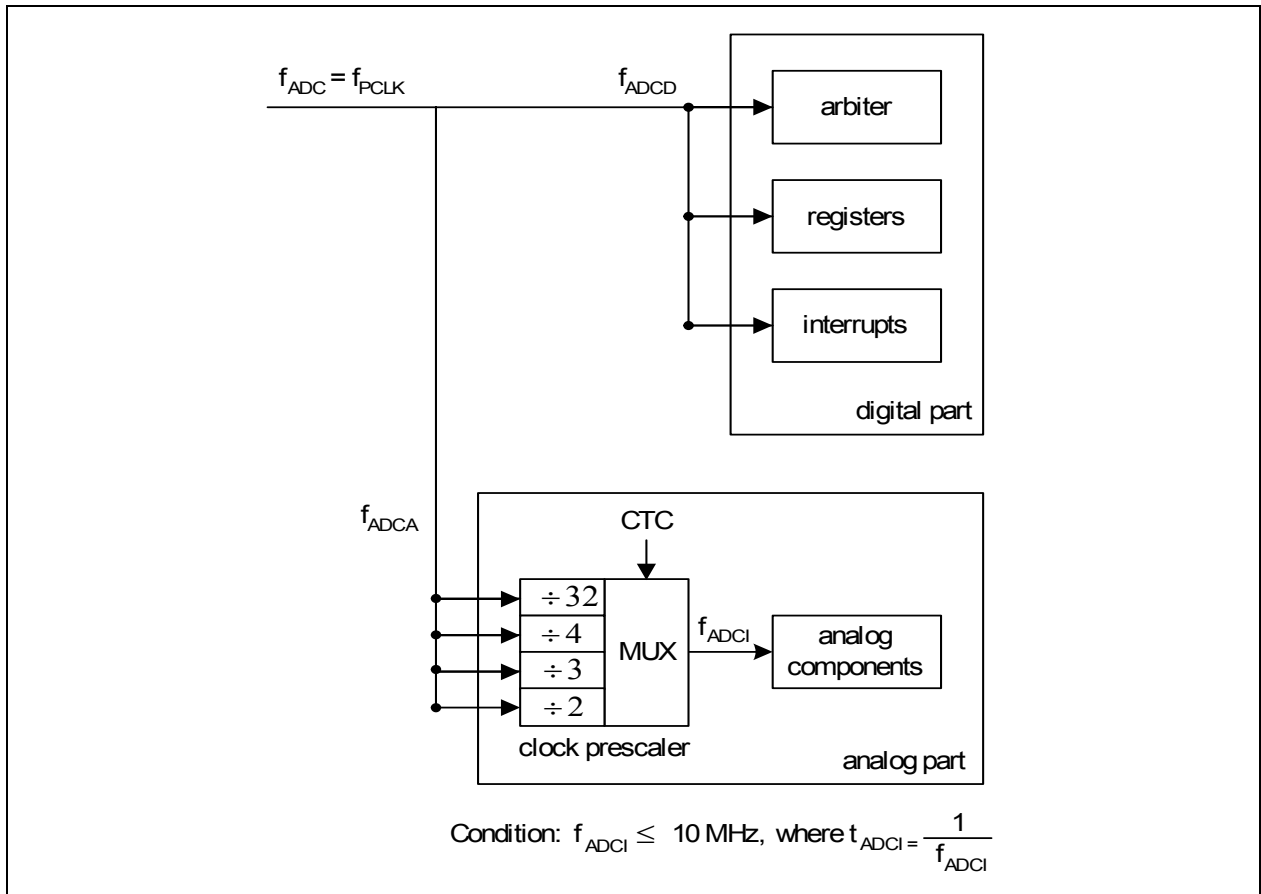 f_ADC = f_PCLK
f_ADCD
arbiter
registers
interrupts
digital part
f_ADCA
CTC
÷ 32
÷ 4
÷ 3
÷ 2
MUX
f_ADCI
analog
components
clock prescaler
analog part
Condition: f_ADCI ≤ 10 MHz, where t_ADCI = 1 / f_ADCI